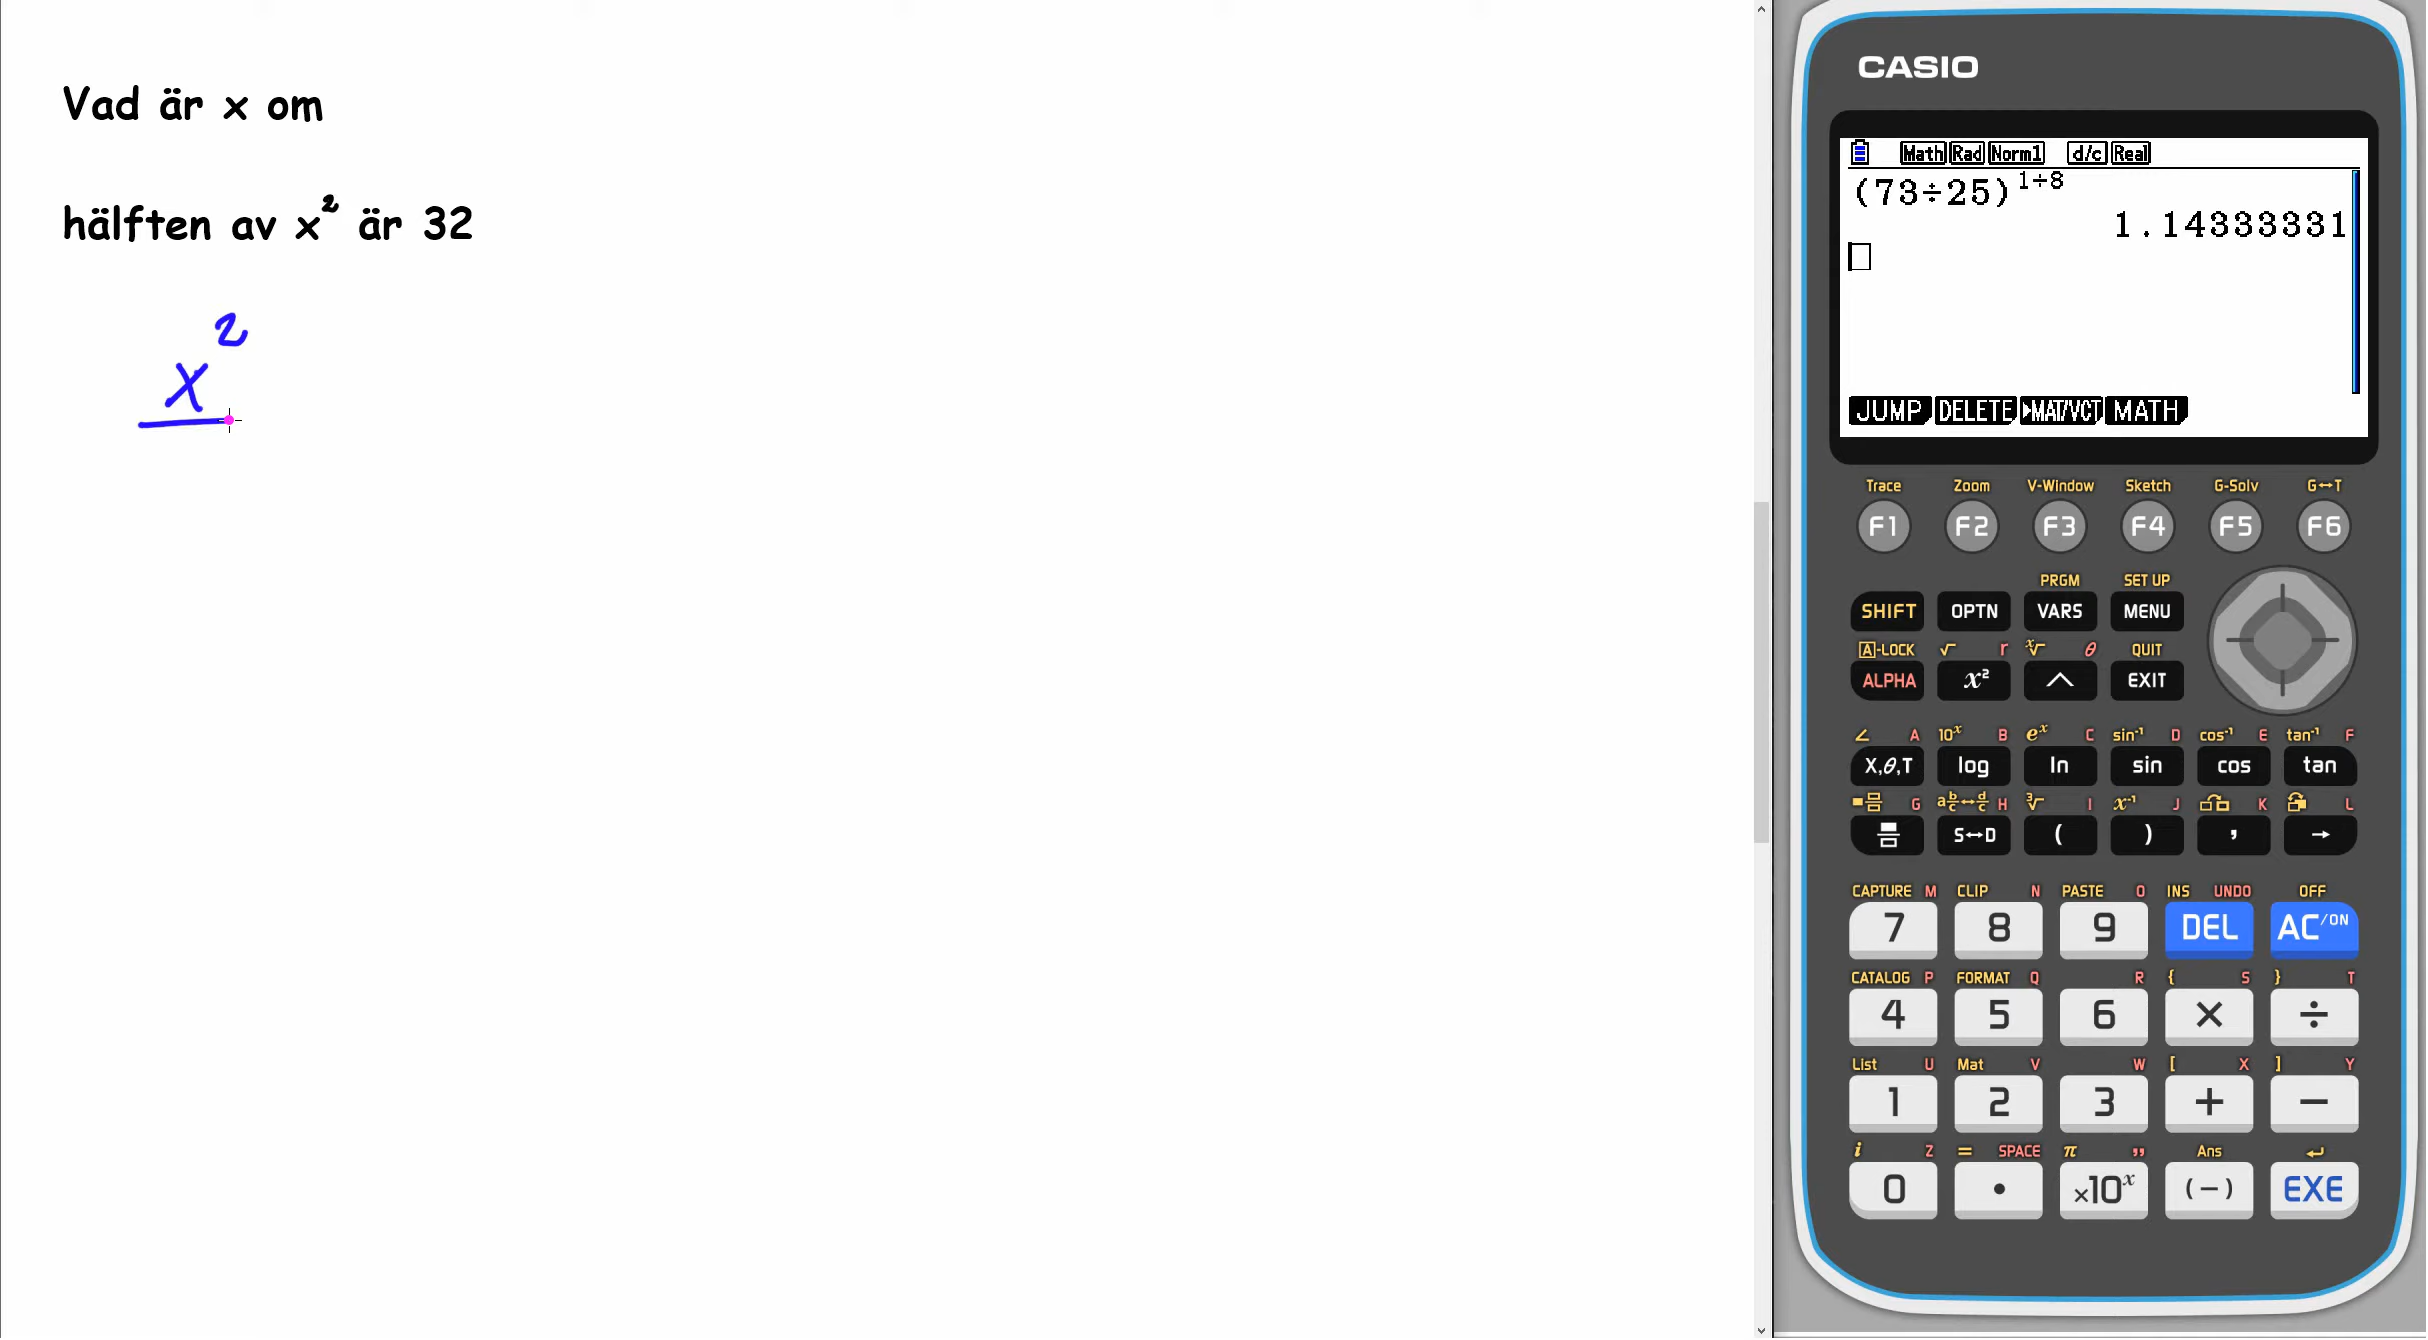 Vad är x om
hälften av x² är 32
x²
CASIO
Math Rad Norm1 d/c Real
(73÷25)^1÷8
1.14333331
JUMP DELETE ▶MAT/VCT MATH
Trace Zoom V-Window Sketch G-Solv G↔T
F1 F2 F3 F4 F5 F6
PRGM SET UP
SHIFT OPTN VARS MENU
A-LOCK √ r ˣ√ θ QUIT
ALPHA x² ^ EXIT
∠ A 10ˣ B eˣ C sin⁻¹ D cos⁻¹ E tan⁻¹ F
X,θ,T log ln sin cos tan
G a b/c↔d/c H ³√ I x⁻¹ J K L
S↔D ( ) , →
CAPTURE M CLIP N PASTE O INS UNDO OFF
7 8 9 DEL AC/ON
CATALOG P FORMAT Q R { S } T
4 5 6 × ÷
List U Mat V W [ X ] Y
1 2 3 + −
i Z = SPACE π " Ans ↵
0 • ×10ˣ (−) EXE